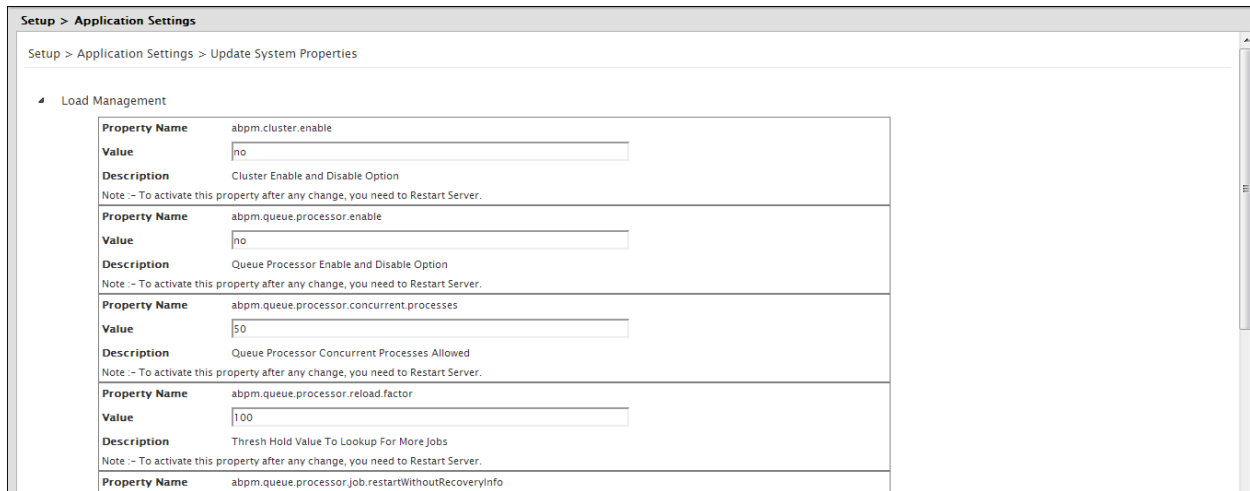 Setup > Application Settings
Setup > Application Settings > Update System Properties
Load Management
Property Name abpm.cluster.enable
Value no
Description Cluster Enable and Disable Option
Note :- To activate this property after any change, you need to Restart Server.
Property Name abpm.queue.processor.enable
Value no
Description Queue Processor Enable and Disable Option
Note :- To activate this property after any change, you need to Restart Server.
Property Name abpm.queue.processor.concurrent.processes
Value 50
Description Queue Processor Concurrent Processes Allowed
Note :- To activate this property after any change, you need to Restart Server.
Property Name abpm.queue.processor.reload.factor
Value 100
Description Thresh Hold Value To Lookup For More Jobs
Note :- To activate this property after any change, you need to Restart Server.
Property Name abpm.queue.processor.job.restartWithoutRecoveryInfo